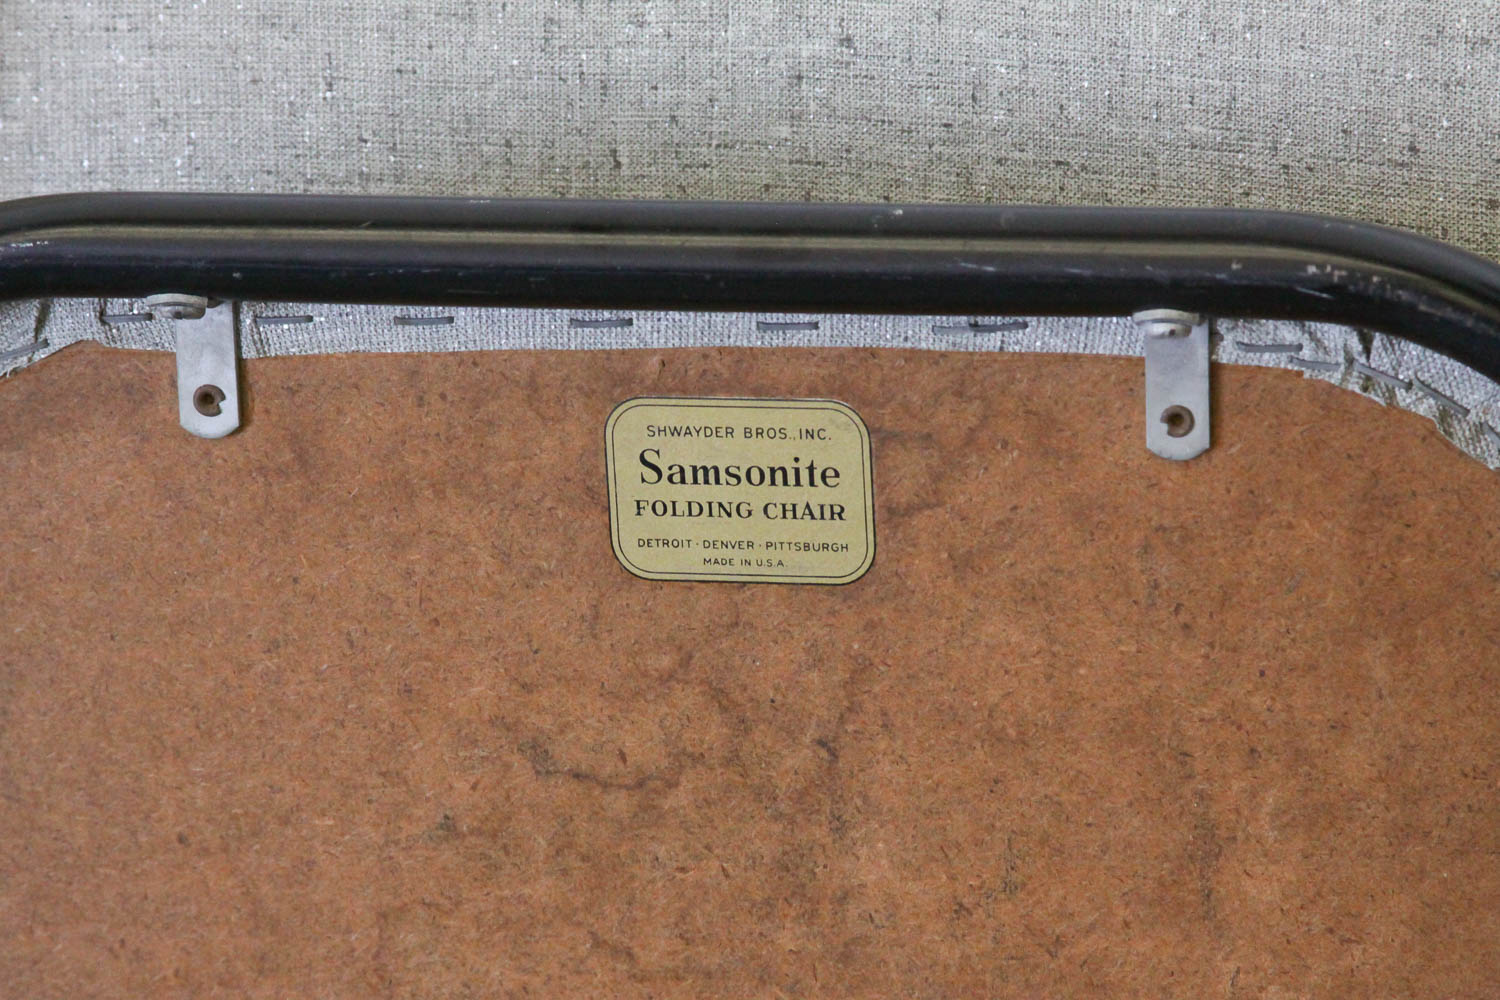 SHWAYDER BROS., INC.
Samsonite
FOLDING CHAIR
DETROIT · DENVER · PITTSBURGH
MADE IN U.S.A.